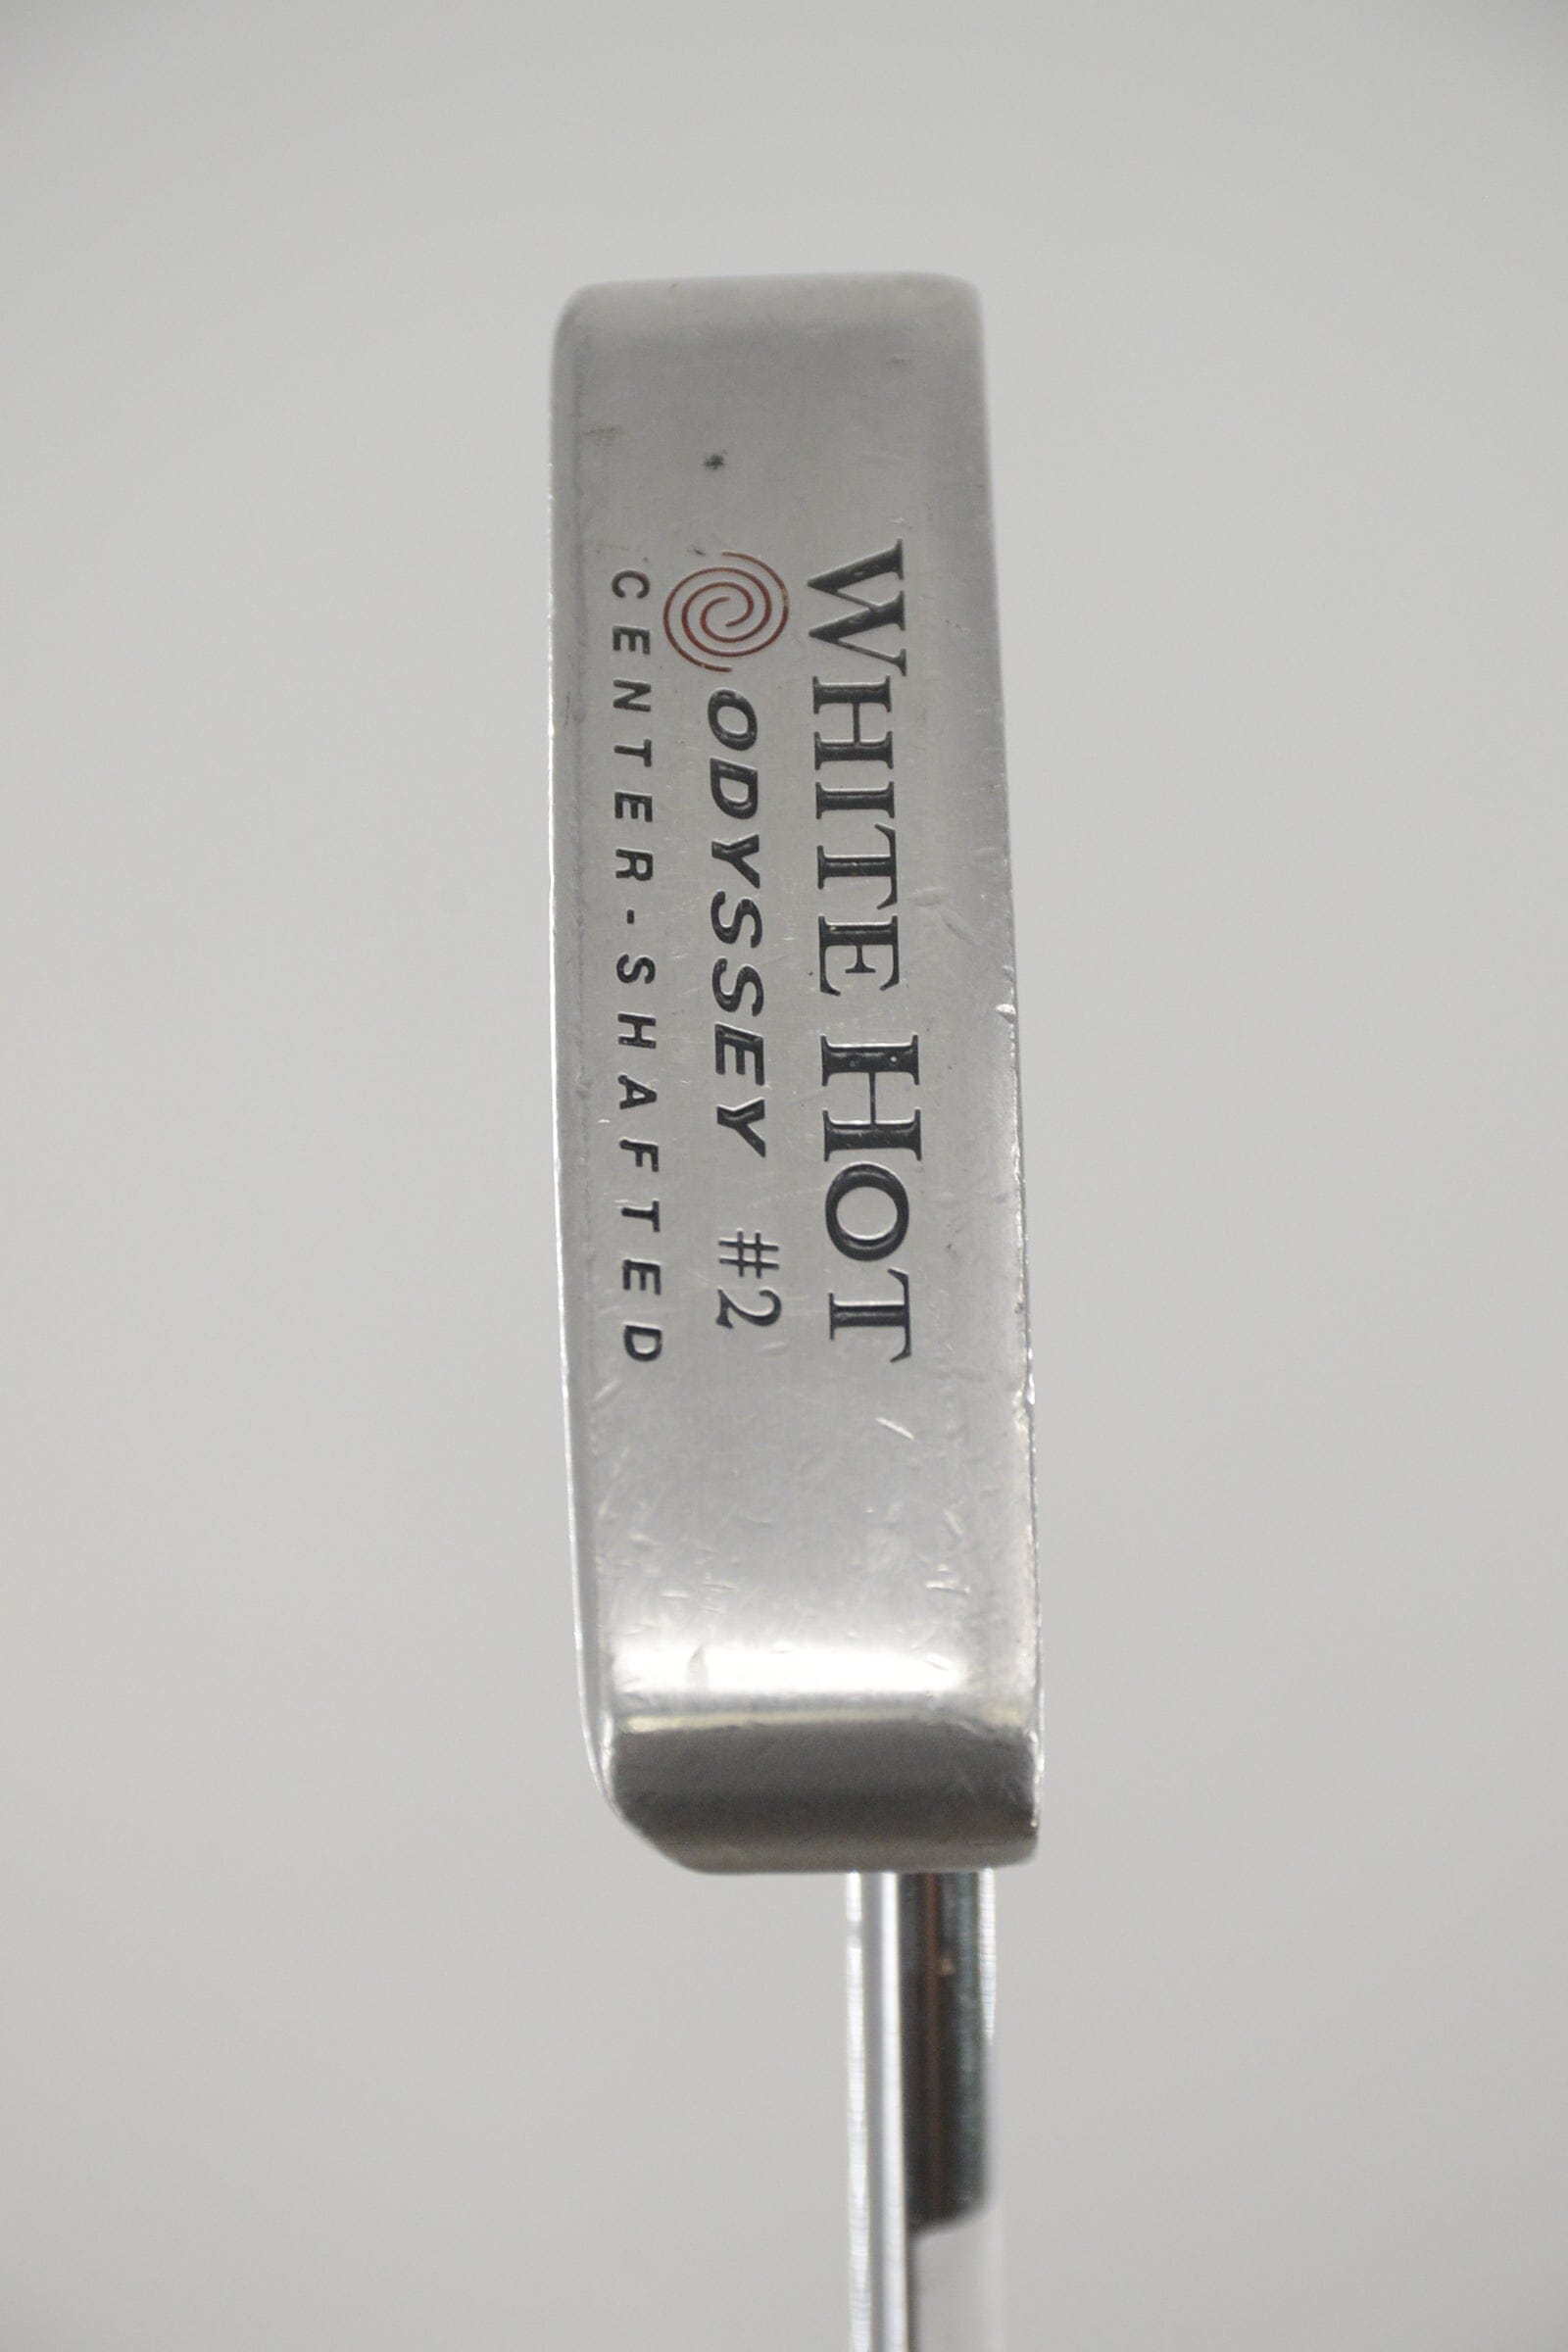 WHITE HOT
ODYSSEY #2
CENTER-SHAFTED